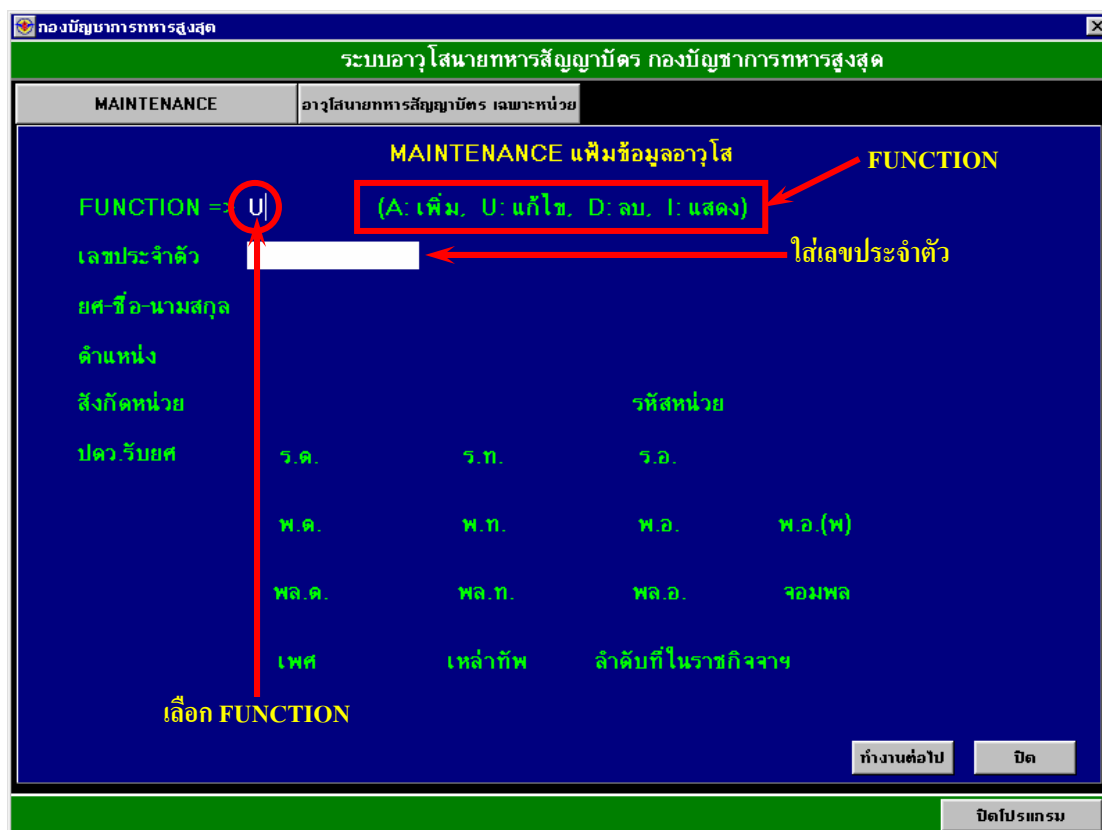 กองบัญชาการทหารสูงสุด
ระบบอาวุโสนายทหารสัญญาบัตร กองบัญชาการทหารสูงสุด
MAINTENANCE อาวุโสนายทหารสัญญาบัตร เฉพาะหน่วย
MAINTENANCE แฟ้มข้อมูลอาวุโส
FUNCTION
FUNCTION => U (A: เพิ่ม, U: แก้ไข, D: ลบ, I: แสดง)
เลขประจำตัว ใส่เลขประจำตัว
ยศ-ชื่อ-นามสกุล
ตำแหน่ง
สังกัดหน่วย รหัสหน่วย
ปดว.รับยศ ร.ต. ร.ท. ร.อ.
พ.ต. พ.ท. พ.อ. พ.อ.(พ)
พล.ต. พล.ท. พล.อ. จอมพล
เพศ เหล่าทัพ ลำดับที่ในราชกิจจาฯ
เลือก FUNCTION
ทำงานต่อไป ปิด
ปิดโปรแกรม